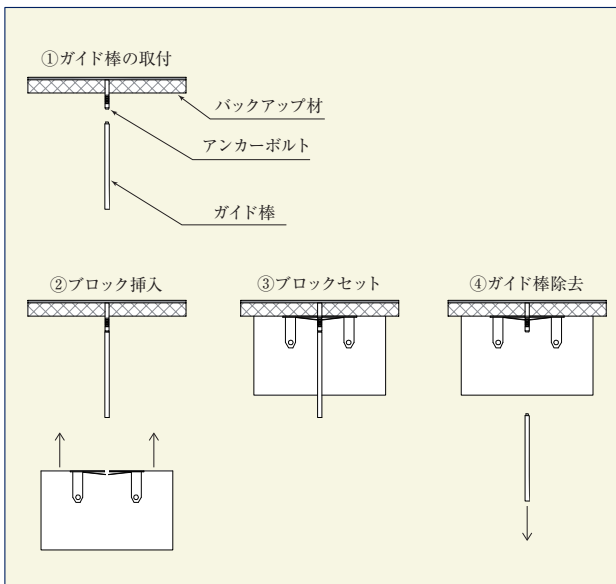 ①ガイド棒の取付
バックアップ材
アンカーボルト
ガイド棒
②ブロック挿入
③ブロックセット
④ガイド棒除去